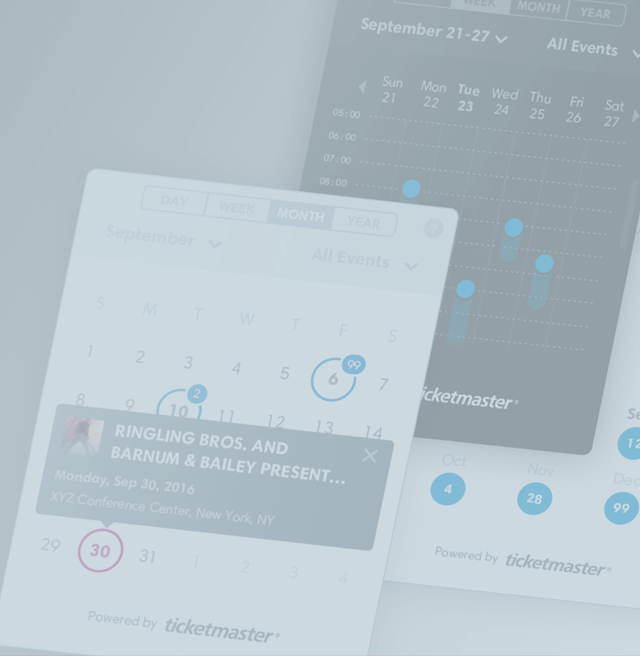 WEEK MONTH YEAR
September 21-27 All Events
Sun Mon Tue Wed Thu Fri Sat
21 22 23 24 25 26 27
05:00
06:00
07:00
08:00
ticketmaster®
DAY WEEK MONTH YEAR ?
September All Events
S M T W T F S
1 2 3 4 5 6 99 7
8 9 10 2 11 12 13 14
RINGLING BROS. AND
BARNUM & BAILEY PRESENT...
Monday, Sep 30, 2016
XYZ Conference Center, New York, NY
29 30 31 1 2 3 4
Powered by ticketmaster®
Oct Nov
4 28 99
Powered by ticketmaster®